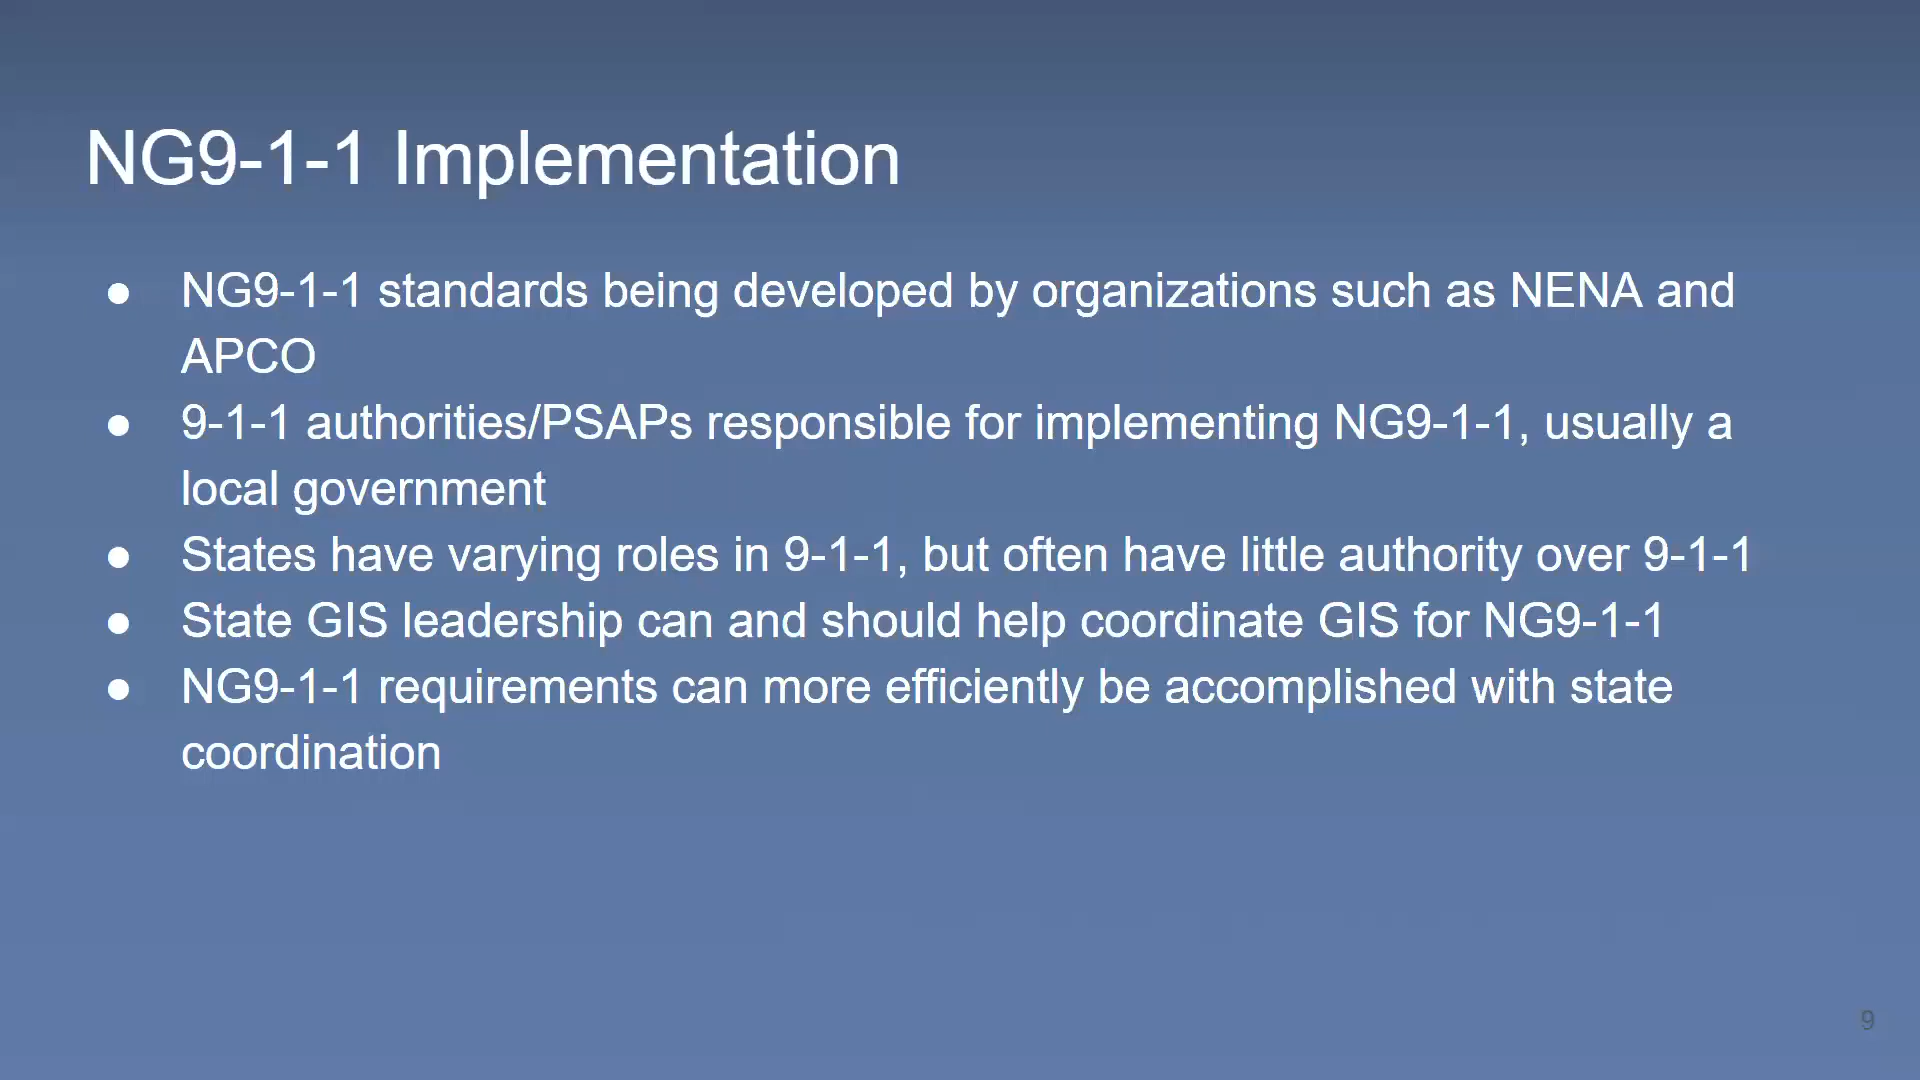 NG9-1-1 Implementation
● NG9-1-1 standards being developed by organizations such as NENA and
APCO
● 9-1-1 authorities/PSAPs responsible for implementing NG9-1-1, usually a
local government
● States have varying roles in 9-1-1, but often have little authority over 9-1-1
● State GIS leadership can and should help coordinate GIS for NG9-1-1
● NG9-1-1 requirements can more efficiently be accomplished with state
coordination
9